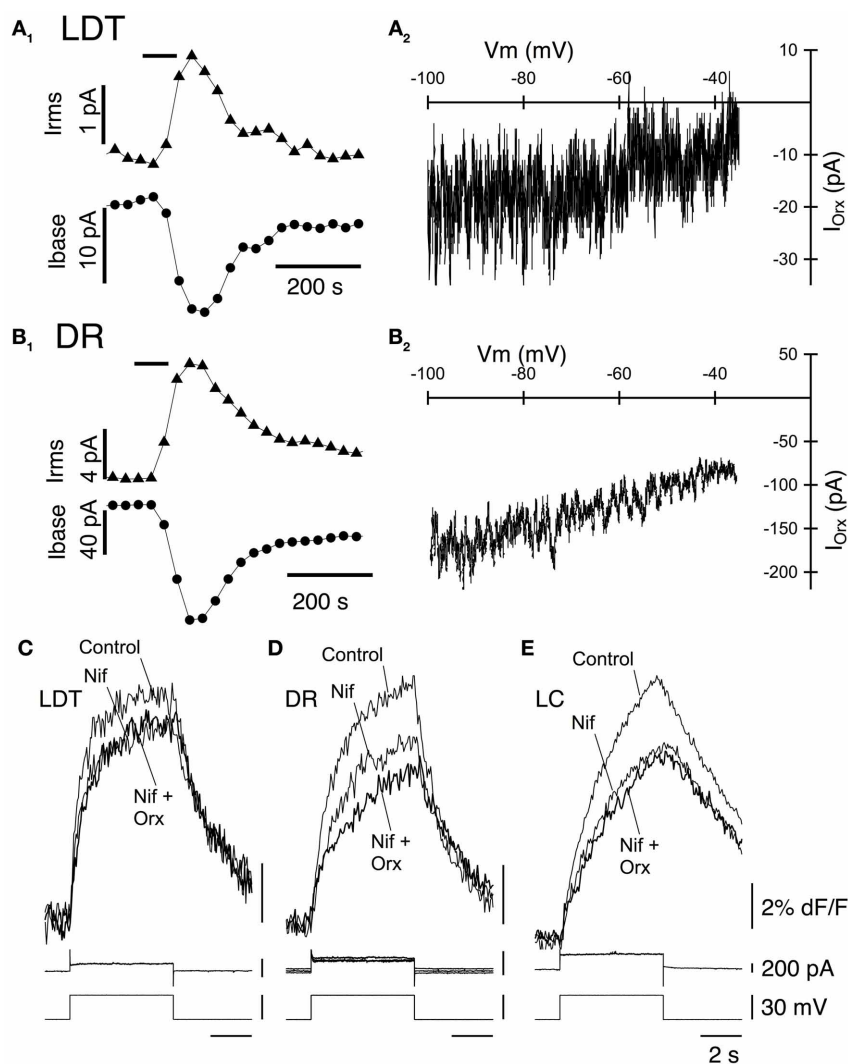 A1 LDT
Irms
1 pA
Ibase
10 pA
200 s
A2
Vm (mV)
-100 -80 -60 -40
10
-10
-20
-30
IOrx (pA)
B1 DR
Irms
4 pA
Ibase
40 pA
200 s
B2
Vm (mV)
-100 -80 -60 -40
50
-50
-100
-150
-200
IOrx (pA)
C
Control
Nif
LDT
Nif +
Orx
D
Control
Nif
DR
Nif +
Orx
E
Control
LC
Nif
Nif +
Orx
2% dF/F
200 pA
30 mV
2 s